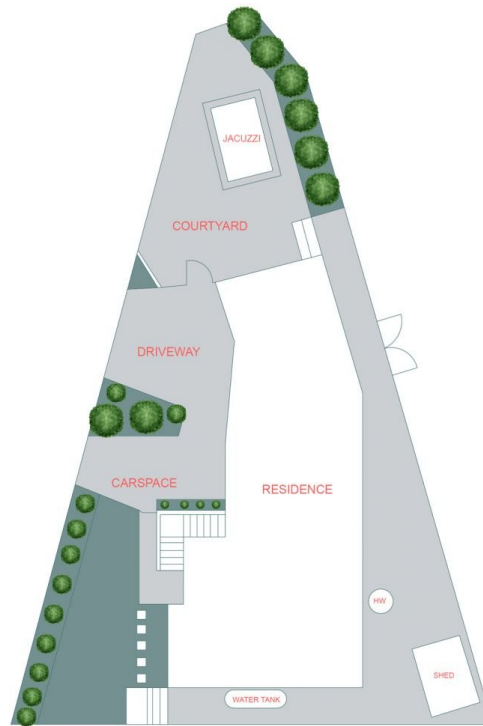 JACUZZI
COURTYARD
DRIVEWAY
CARSPACE
RESIDENCE
HW
SHED
WATER TANK